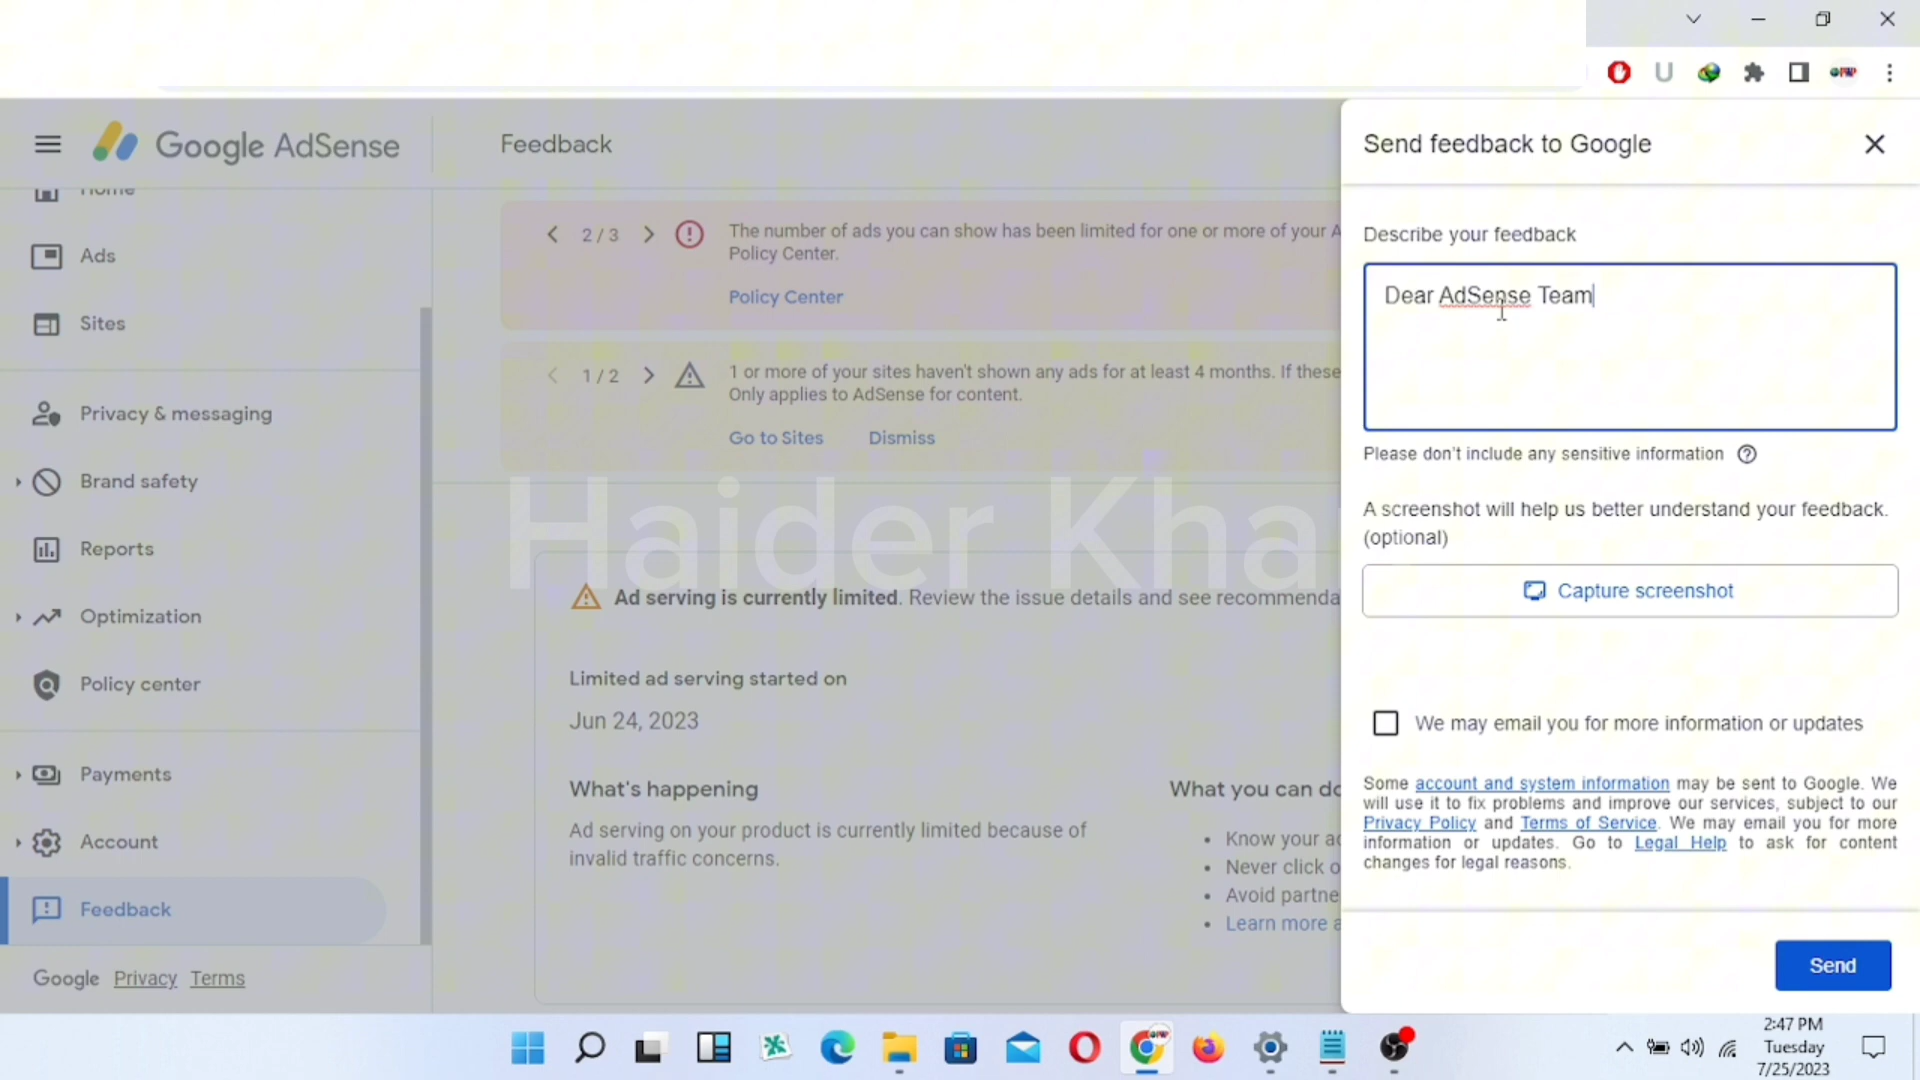 Google AdSense
Feedback
Send feedback to Google
Home
Ads
Sites
Privacy & messaging
Brand safety
Reports
Optimization
Policy center
Payments
Account
Feedback
Google Privacy Terms
2 / 3
The number of ads you can show has been limited for one or more of your A
Policy Center.
Policy Center
1 / 2
1 or more of your sites haven't shown any ads for at least 4 months. If these
Only applies to AdSense for content.
Go to Sites Dismiss
Haider Khan
Ad serving is currently limited. Review the issue details and see recommenda
Limited ad serving started on
Jun 24, 2023
What's happening
Ad serving on your product is currently limited because of
invalid traffic concerns.
What you can do
Know your ad
Never click o
Avoid partne
Learn more a
Describe your feedback
Dear AdSense Team
Please don't include any sensitive information
A screenshot will help us better understand your feedback.
(optional)
Capture screenshot
We may email you for more information or updates
Some account and system information may be sent to Google. We
will use it to fix problems and improve our services, subject to our
Privacy Policy and Terms of Service. We may email you for more
information or updates. Go to Legal Help to ask for content
changes for legal reasons.
Send
2:47 PM
Tuesday
7/25/2023